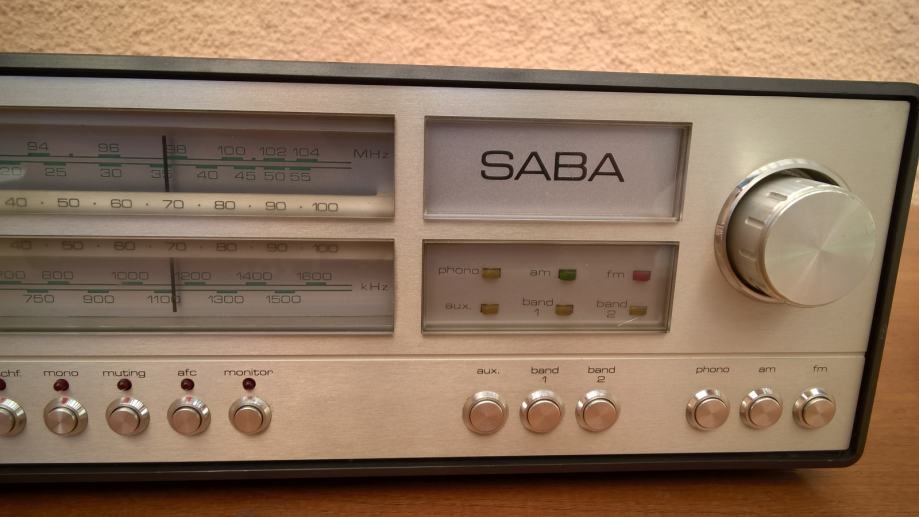 94 96 98 100 102 104 MHz
20 25 30 35 40 45 50 55
40 50 60 70 80 90 100
SABA
40 50 60 70 80 90 100
700 800 1000 1200 1400 1600 kHz
750 900 1100 1300 1500
phono am fm
aux. band 1 band 2
mono muting afc monitor
aux. band 1 band 2
phono am fm